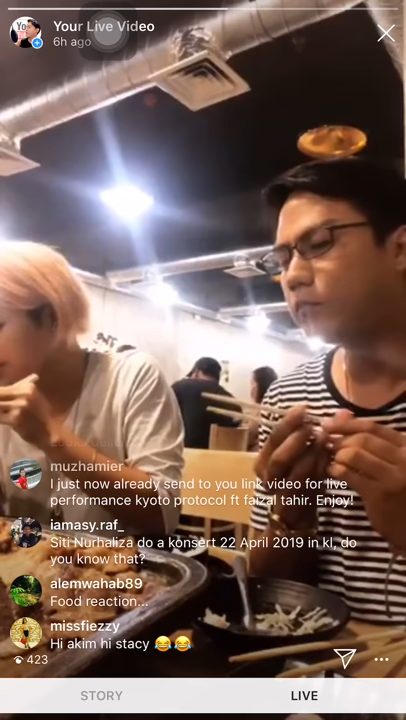 Your Live Video
6h ago
muzhamier
I just now already send to you link video for live
performance kyoto protocol ft faizal tahir. Enjoy!
iamasy.raf_
Siti Nurhaliza do a konsert 22 April 2019 in kl, do
you know that?
alemwahab89
Food reaction...
missfiezzy
Hi akim hi stacy 😂😂
423
STORY
LIVE